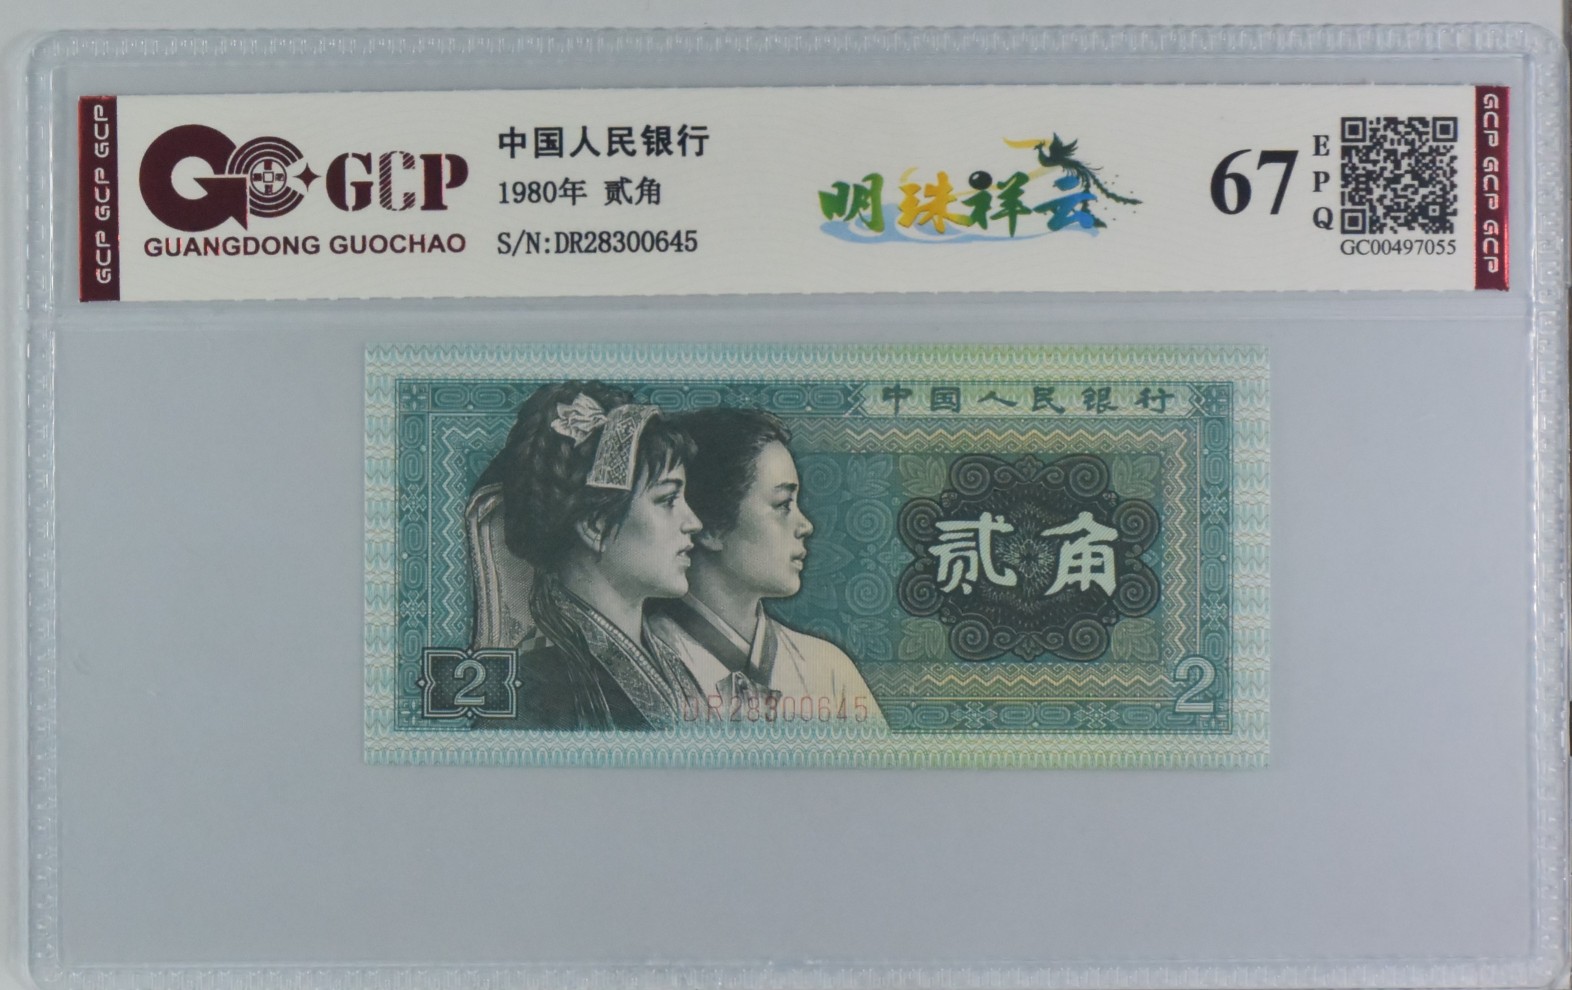 GCP GCP GCP
GCP
GUANGDONG GUOCHAO
中国人民银行
1980年 贰角
S/N:DR28300645
明珠祥云
67
EPQ
GC00497055
GCP GCP GCP
中国人民银行
贰角
2
DR28300645
2